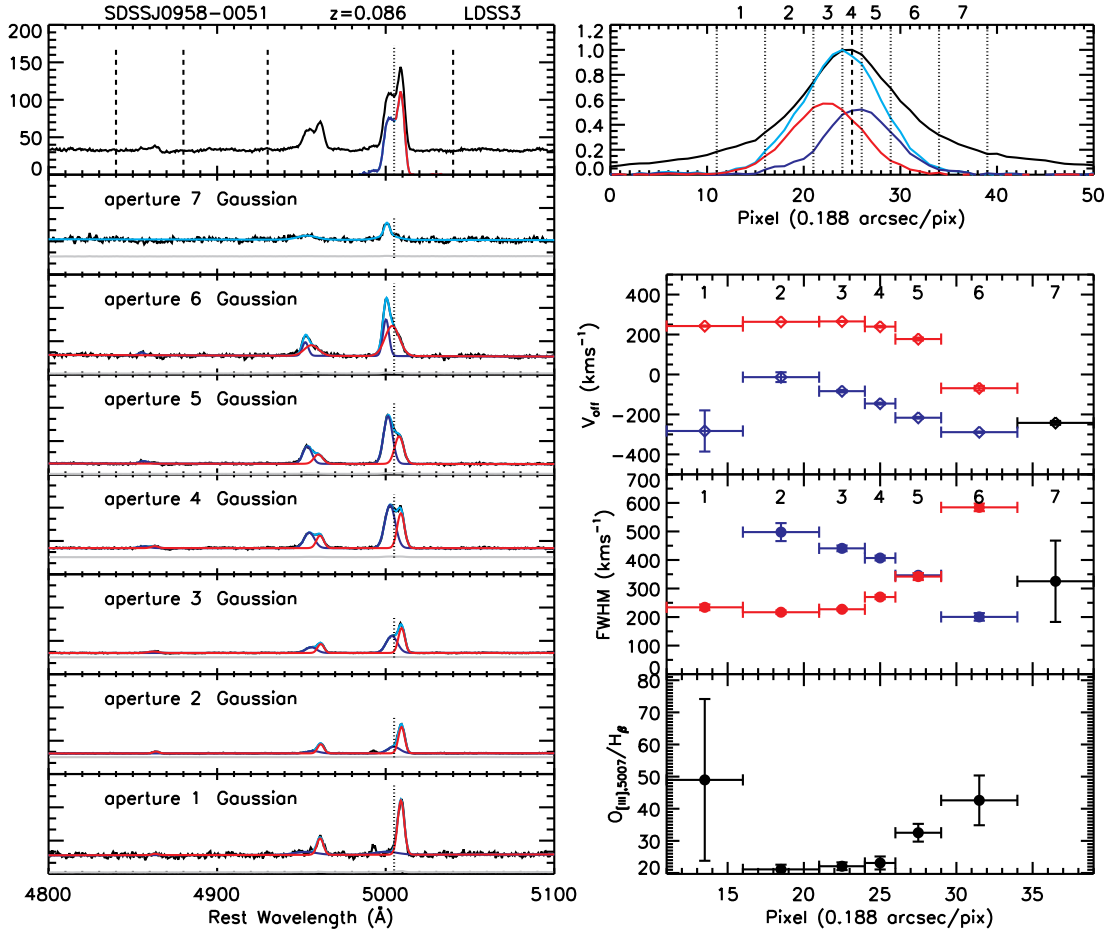 SDSSJ0958-0051 z=0.086 LDSS3
200
150
100
50
0
aperture 7 Gaussian
aperture 6 Gaussian
aperture 5 Gaussian
aperture 4 Gaussian
aperture 3 Gaussian
aperture 2 Gaussian
aperture 1 Gaussian
4800 4900 5000 5100
Rest Wavelength (Å)
1 2 3 4 5 6 7
1.2
1.0
0.8
0.6
0.4
0.2
0.0
0 10 20 30 40 50
Pixel (0.188 arcsec/pix)
1 2 3 4 5 6 7
400
200
0
-200
-400
V_off (kms⁻¹)
1 2 3 4 5 6 7
700
600
500
400
300
200
100
0
FWHM (kms⁻¹)
80
70
60
50
40
30
20
O[III],5007/Hβ
15 20 25 30 35
Pixel (0.188 arcsec/pix)